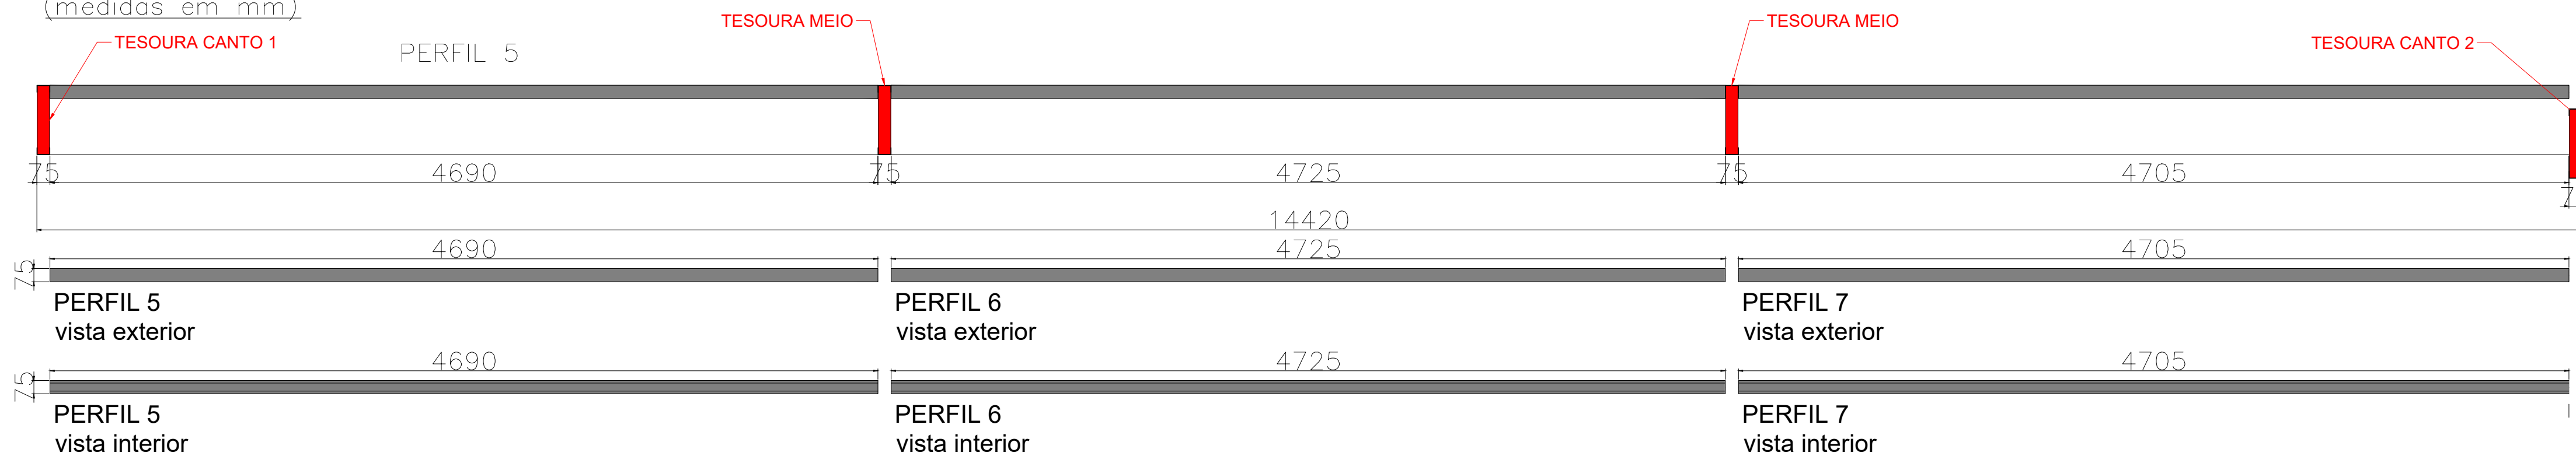 (medidas em mm)
TESOURA MEIO
TESOURA MEIO
TESOURA CANTO 1
TESOURA CANTO 2
PERFIL 5
75
4690
75
4725
75
4705
14420
4690
4725
4705
75
PERFIL 5
vista exterior
PERFIL 6
vista exterior
PERFIL 7
vista exterior
4690
4725
4705
75
PERFIL 5
vista interior
PERFIL 6
vista interior
PERFIL 7
vista interior